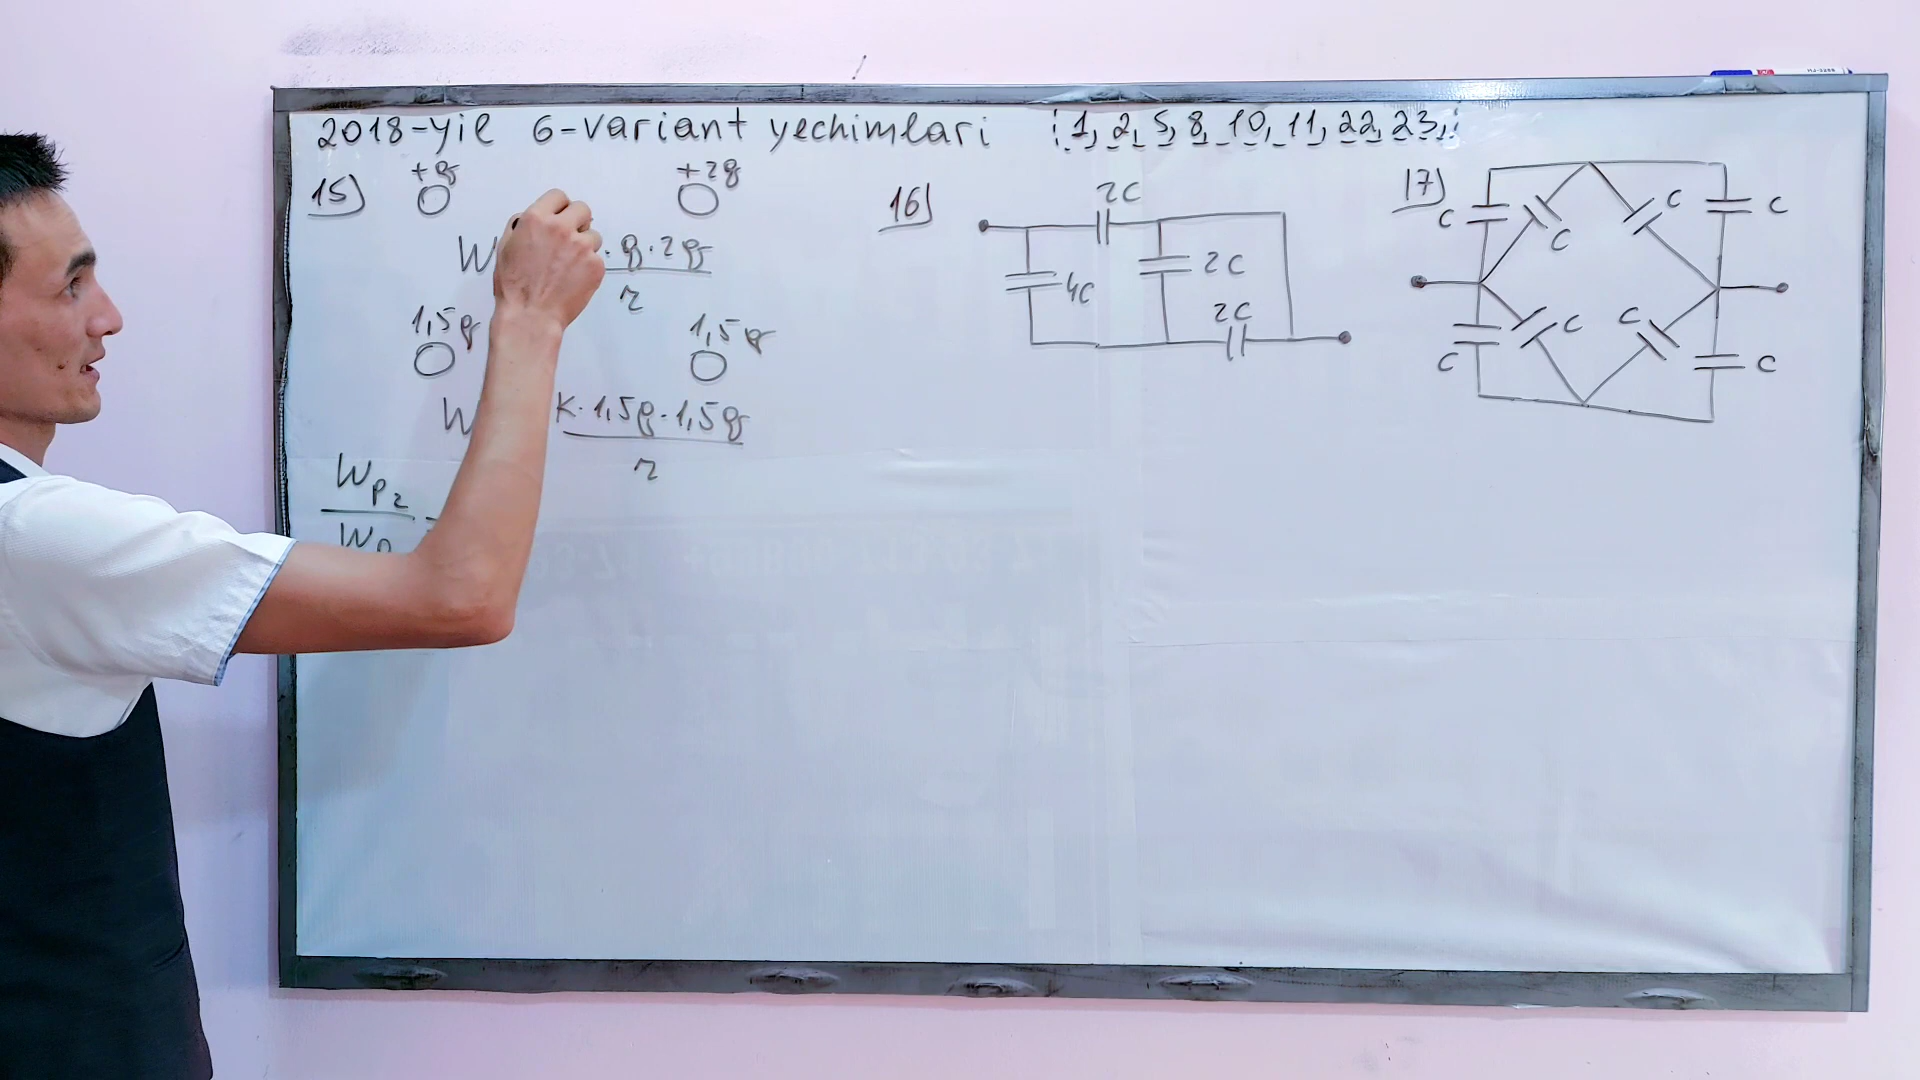 2018-yil 6-variant yechimlari ¦ 1, 2, 5, 8, 10, 11, 22, 23, ¦
15)
+q
+2q
W
· q · 2q
r
1,5q
1,5q
W
K · 1,5q · 1,5q
r
Wp2
Wp
16)
2C
4C
2C
2C
17)
C
C
C
C
C
C
C
C